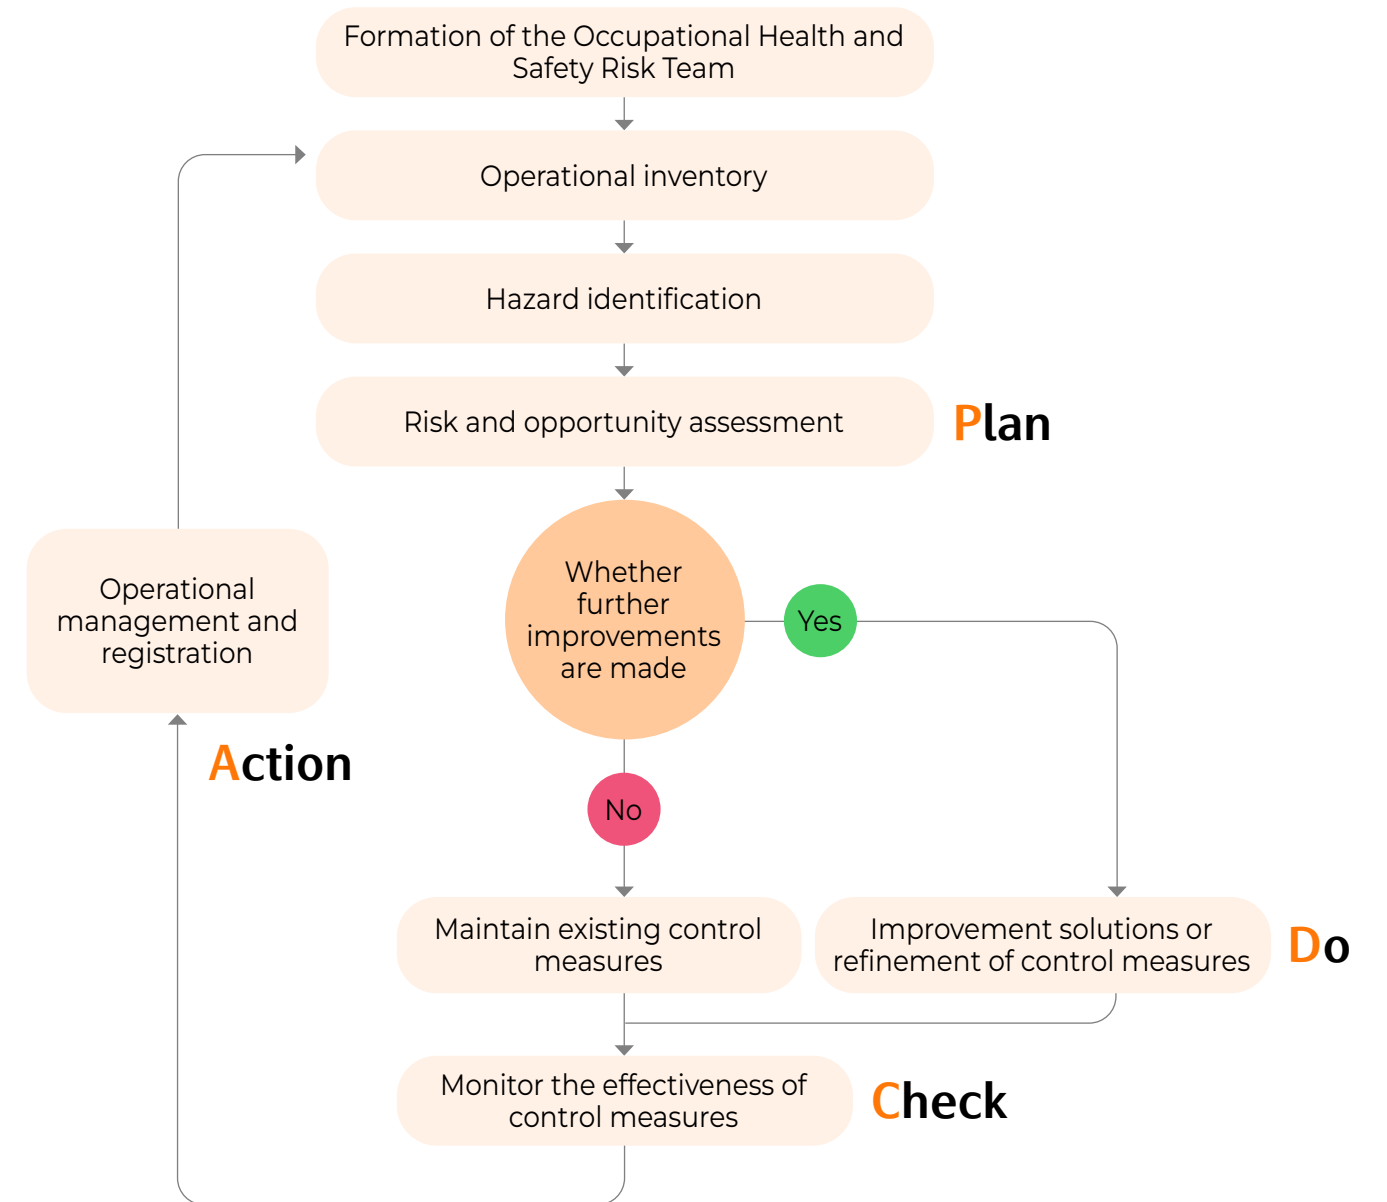 Formation of the Occupational Health and
Safety Risk Team
Operational inventory
Hazard identification
Risk and opportunity assessment
Plan
Whether
further
improvements
are made
Yes
Operational
management and
registration
Action
No
Maintain existing control
measures
Improvement solutions or
refinement of control measures
Do
Monitor the effectiveness of
control measures
Check